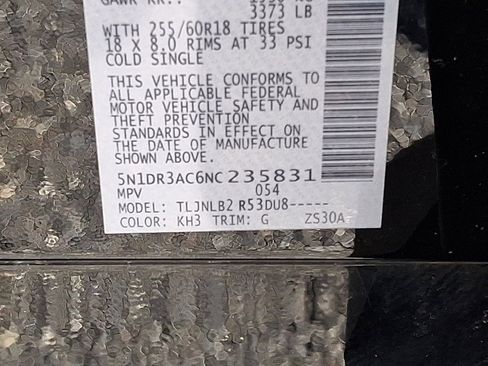 3373 LB
WITH 255/60R18 TIRES
18 X 8.0 RIMS AT 33 PSI
COLD SINGLE
THIS VEHICLE CONFORMS TO
ALL APPLICABLE FEDERAL
MOTOR VEHICLE SAFETY AND
THEFT PREVENTION
STANDARDS IN EFFECT ON
THE DATE OF MANUFACTURE
SHOWN ABOVE.
5N1DR3AC6NC235831
MPV 054
MODEL: TLJNLB2 R53DU8-----
COLOR: KH3 TRIM: G ZS30A-